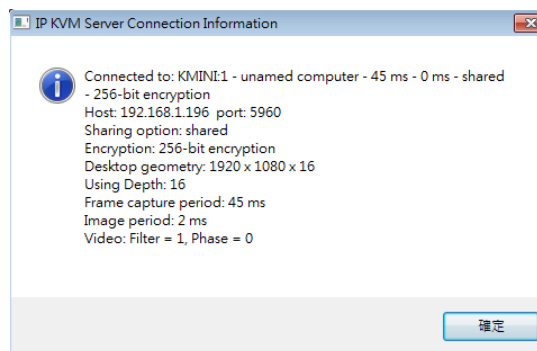 IP KVM Server Connection Information
Connected to: KMINI:1 - unamed computer - 45 ms - 0 ms - shared
- 256-bit encryption
Host: 192.168.1.196  port: 5960
Sharing option: shared
Encryption: 256-bit encryption
Desktop geometry: 1920 x 1080 x 16
Using Depth: 16
Frame capture period: 45 ms
Image period: 2 ms
Video: Filter = 1, Phase = 0
確定